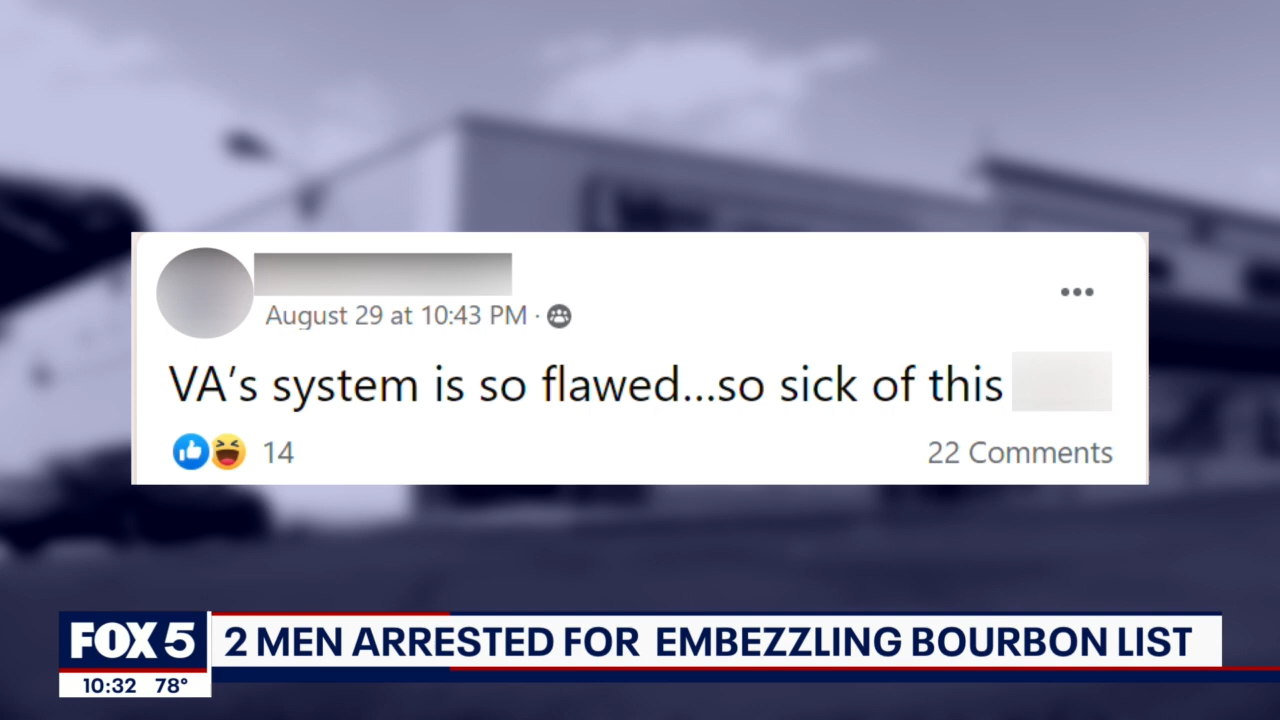 August 29 at 10:43 PM ·
VA's system is so flawed...so sick of this
14
22 Comments
FOX 5
2 MEN ARRESTED FOR EMBEZZLING BOURBON LIST
10:32 78°